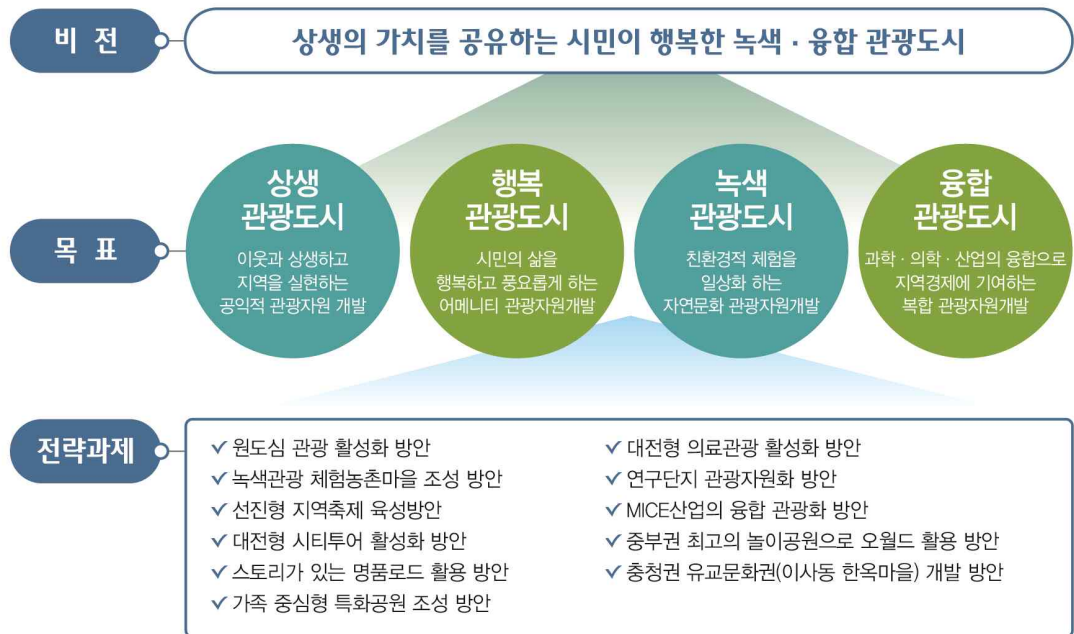 비 전
상생의 가치를 공유하는 시민이 행복한 녹색 · 융합 관광도시
목 표
상생
관광도시
이웃과 상생하고
지역을 실현하는
공익적 관광자원 개발
행복
관광도시
시민의 삶을
행복하고 풍요롭게 하는
어메니티 관광자원개발
녹색
관광도시
친환경적 체험을
일상화 하는
자연문화 관광자원개발
융합
관광도시
과학 · 의학 · 산업의 융합으로
지역경제에 기여하는
복합 관광자원개발
전략과제
✓ 원도심 관광 활성화 방안
✓ 녹색관광 체험농촌마을 조성 방안
✓ 선진형 지역축제 육성방안
✓ 대전형 시티투어 활성화 방안
✓ 스토리가 있는 명품로드 활용 방안
✓ 가족 중심형 특화공원 조성 방안
✓ 대전형 의료관광 활성화 방안
✓ 연구단지 관광자원화 방안
✓ MICE산업의 융합 관광화 방안
✓ 중부권 최고의 놀이공원으로 오월드 활용 방안
✓ 충청권 유교문화권(이사동 한옥마을) 개발 방안